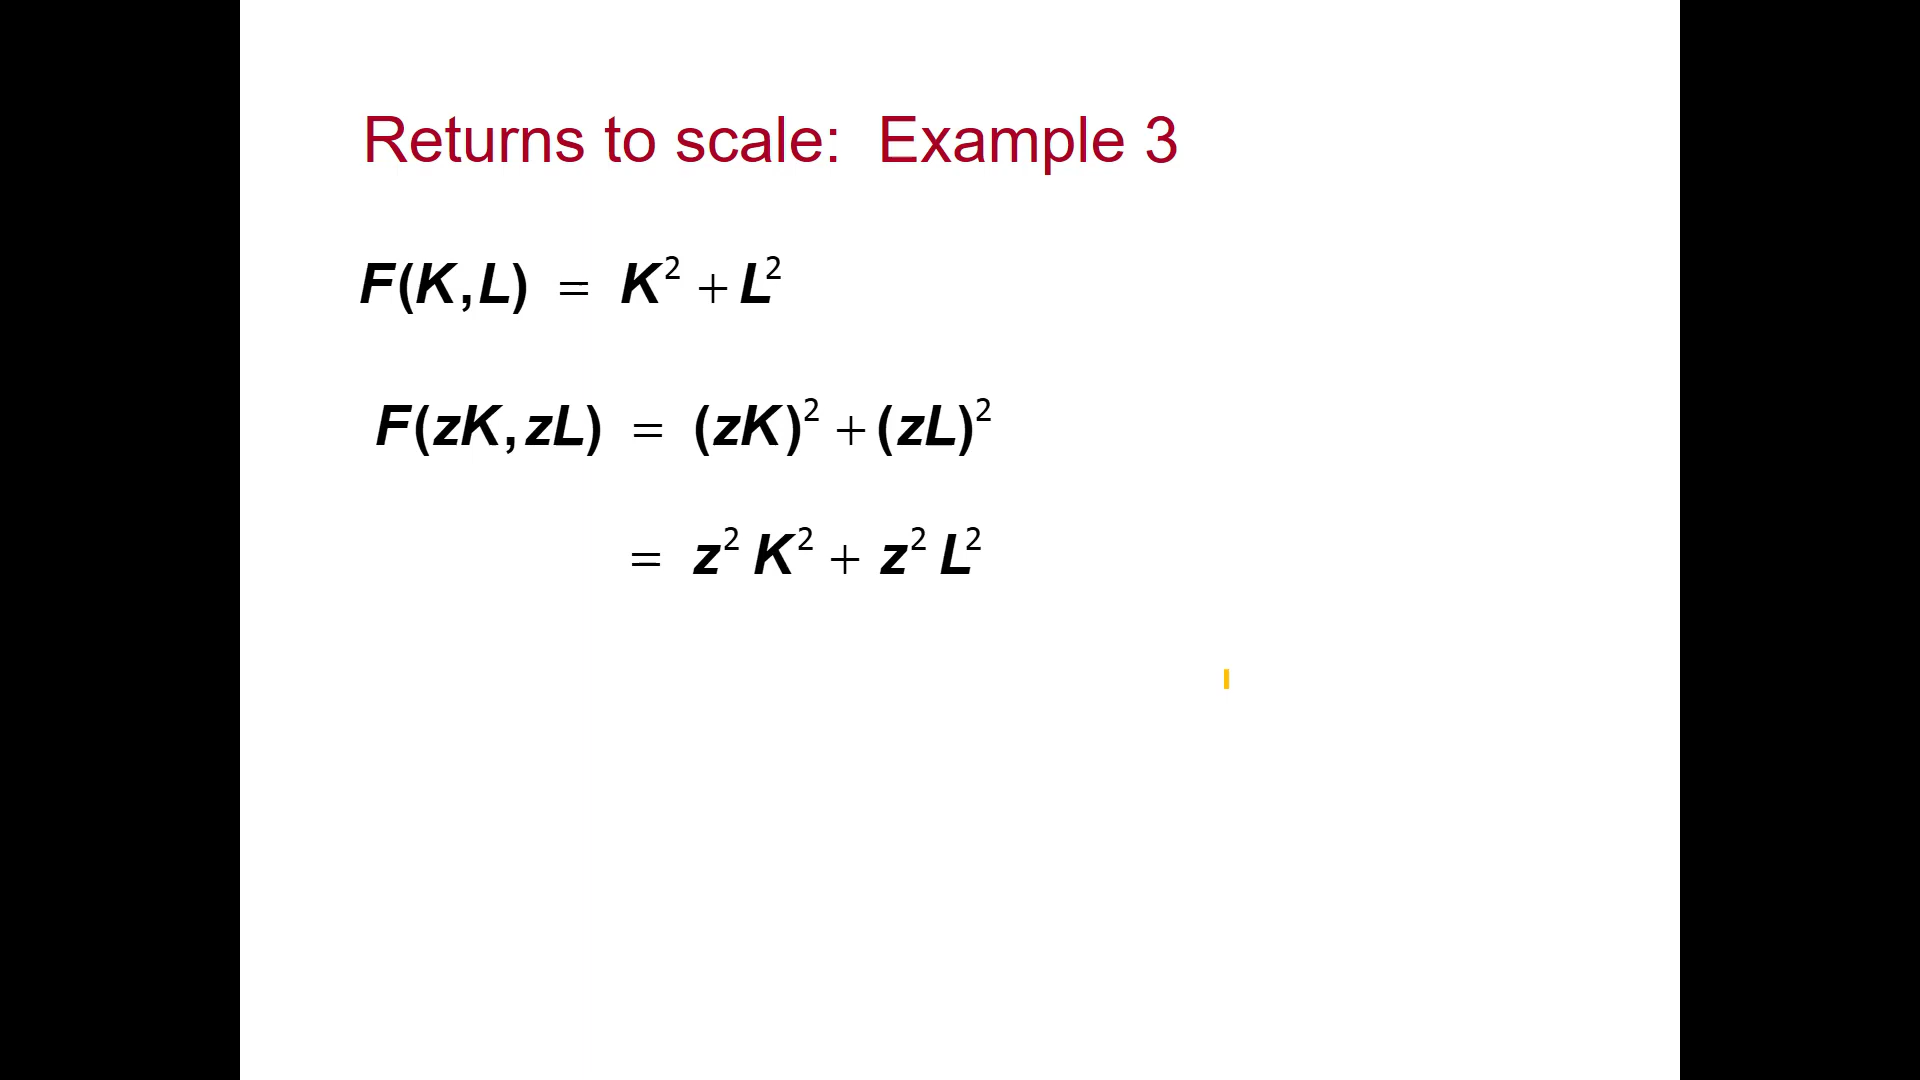 Returns to scale: Example 3
F(K,L) = K² + L²
F(zK,zL) = (zK)² + (zL)²
= z² K² + z² L²